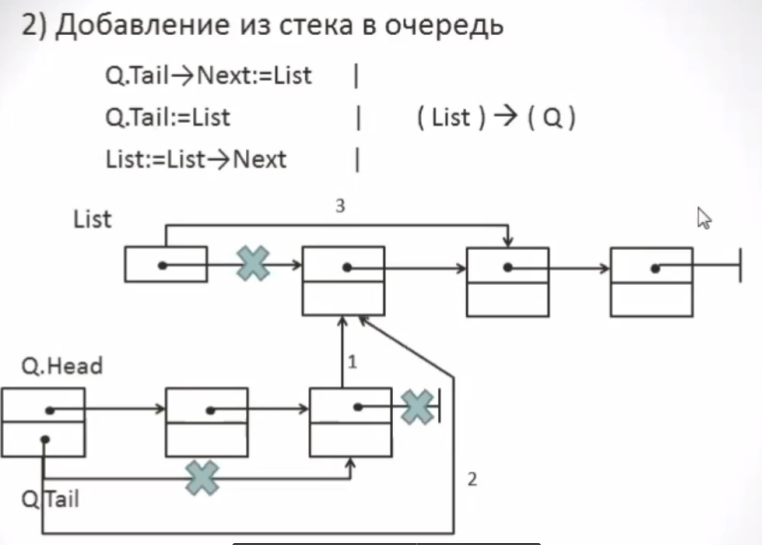 2) Добавление из стека в очередь
Q.Tail→Next:=List |
Q.Tail:=List | ( List ) → ( Q )
List:=List→Next |
List
3
Q.Head
1
Q.Tail
2